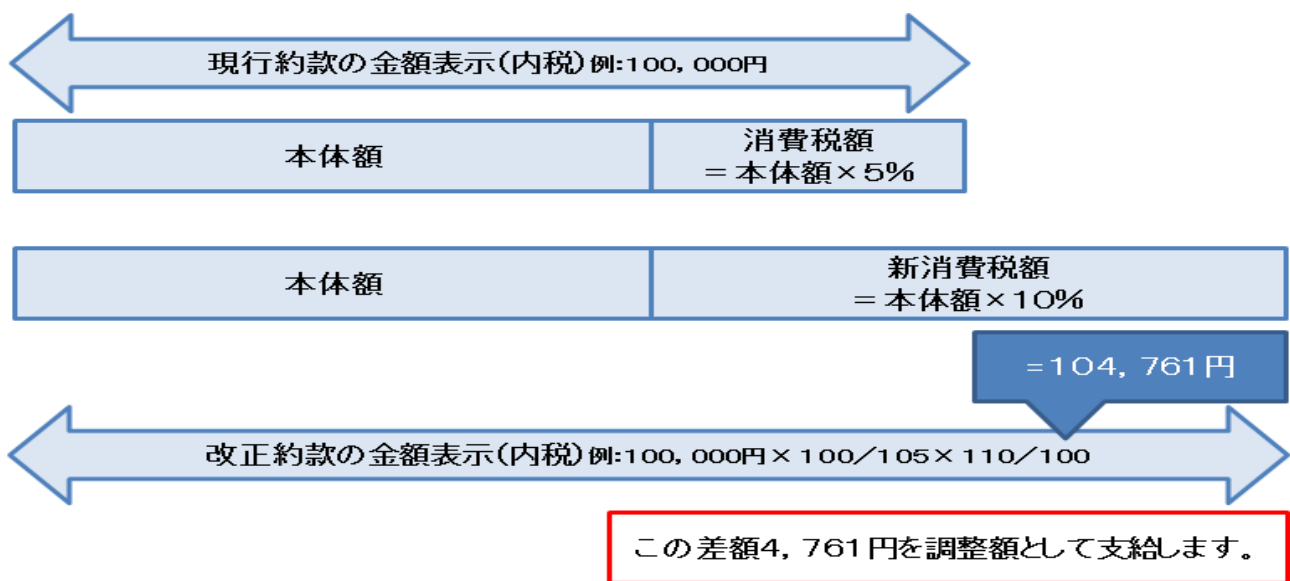 現行約款の金額表示(内税)例:100,000円
本体額
消費税額
=本体額×5%
本体額
新消費税額
=本体額×10%
=104,761円
改正約款の金額表示(内税)例:100,000円×100/105×110/100
この差額4,761円を調整額として支給します。